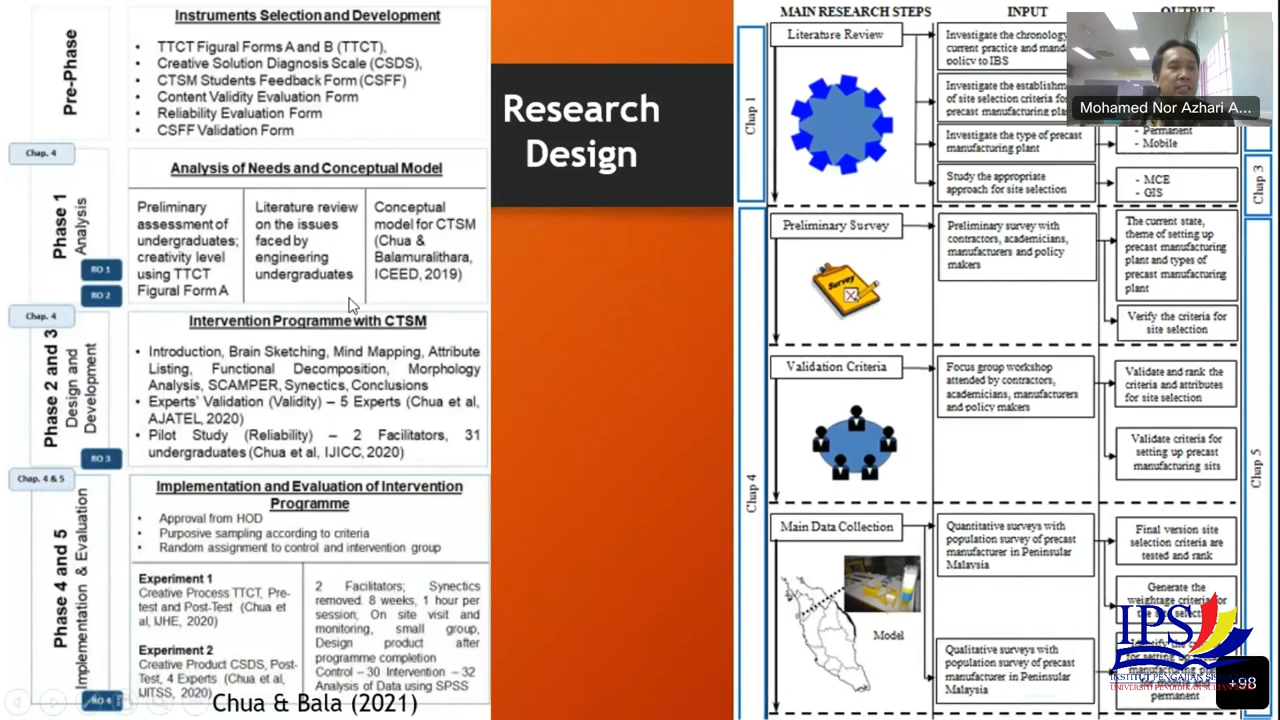 Pre-Phase
Instruments Selection and Development
• TTCT Figural Forms A and B (TTCT),
• Creative Solution Diagnosis Scale (CSDS),
• CTSM Students Feedback Form (CSFF)
• Content Validity Evaluation Form
• Reliability Evaluation Form
• CSFF Validation Form
Chap. 4
Phase 1
Analysis
RO 1
RO 2
Analysis of Needs and Conceptual Model
Preliminary
assessment of
undergraduates;
creativity level
using TTCT
Figural Form A
Literature review
on the issues
faced by
engineering
undergraduates
Conceptual
model for CTSM
(Chua &
Balamuralithara,
ICEED, 2019)
Chap. 4
Phase 2 and 3
Design and
Development
RO 3
Intervention Programme with CTSM
• Introduction, Brain Sketching, Mind Mapping, Attribute
Listing, Functional Decomposition, Morphology
Analysis, SCAMPER, Synectics, Conclusions
• Experts' Validation (Validity) – 5 Experts (Chua et al,
AJATEL, 2020)
• Pilot Study (Reliability) – 2 Facilitators, 31
undergraduates (Chua et al, IJICC, 2020)
Chap. 4 & 5
Phase 4 and 5
Implementation & Evaluation
RO 4
Implementation and Evaluation of Intervention
Programme
• Approval from HOD
• Purposive sampling according to criteria
• Random assignment to control and intervention group
Experiment 1
Creative Process TTCT, Pre-
test and Post-Test (Chua et
al, IJHE, 2020)
Experiment 2
Creative Product CSDS, Post-
Test, 4 Experts (Chua et al,
IJTSS, 2020)
2 Facilitators; Synectics
removed. 8 weeks, 1 hour per
session, On site visit and
monitoring, small group,
Design product after
programme completion
Control – 30 Intervention – 32
Analysis of Data using SPSS
Chua & Bala (2021)
Research
Design
MAIN RESEARCH STEPS
INPUT
OUTPUT
Chap 1
Literature Review
Investigate the chronology
current practice and
policy to IBS
Investigate the
of site selection criteria for
precast manufacturing
Investigate the type of precast
manufacturing plant
Study the appropriate
approach for site selection
- Permanent
- Mobile
- MCE
- GIS
Chap 3
Mohamed Nor Azhari A...
Chap 4
Preliminary Survey
Survey
Preliminary survey with
contractors, academicians,
manufacturers and policy
makers
The current state,
theme of setting up
precast manufacturing
plant and types of
precast manufacturing
plant
Verify the criteria for
site selection
Validation Criteria
Focus group workshop
attended by contractors,
academicians, manufacturers
and policy makers
Validate and rank the
criteria and attributes
for site selection
Validate criteria for
setting up precast
manufacturing sits
Chap 5
Main Data Collection
Model
Quantitative surveys with
population survey of precast
manufacturer in Peninsular
Malaysia
Final version site
selection criteria are
tested and rank
Generate the
weightage criteria for
Qualitative surveys with
population survey of precast
manufacturer in Peninsular
Malaysia
permanent
IPS
+98